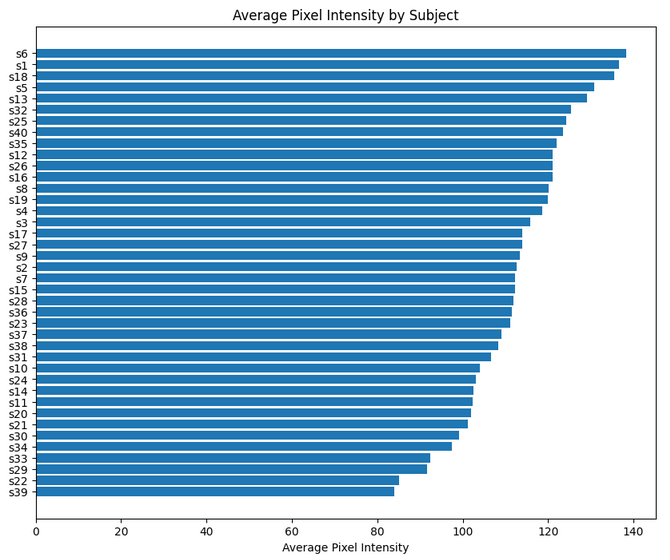 Average Pixel Intensity by Subject
s6
s1
s18
s5
s13
s32
s25
s40
s35
s12
s26
s16
s8
s19
s4
s3
s17
s27
s9
s2
s7
s15
s28
s36
s23
s37
s38
s31
s10
s24
s14
s11
s20
s21
s30
s34
s33
s29
s22
s39
0 20 40 60 80 100 120 140
Average Pixel Intensity